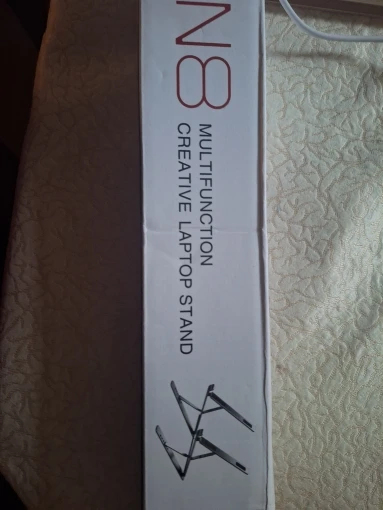 N8
MULTIFUNCTION
CREATIVE LAPTOP STAND